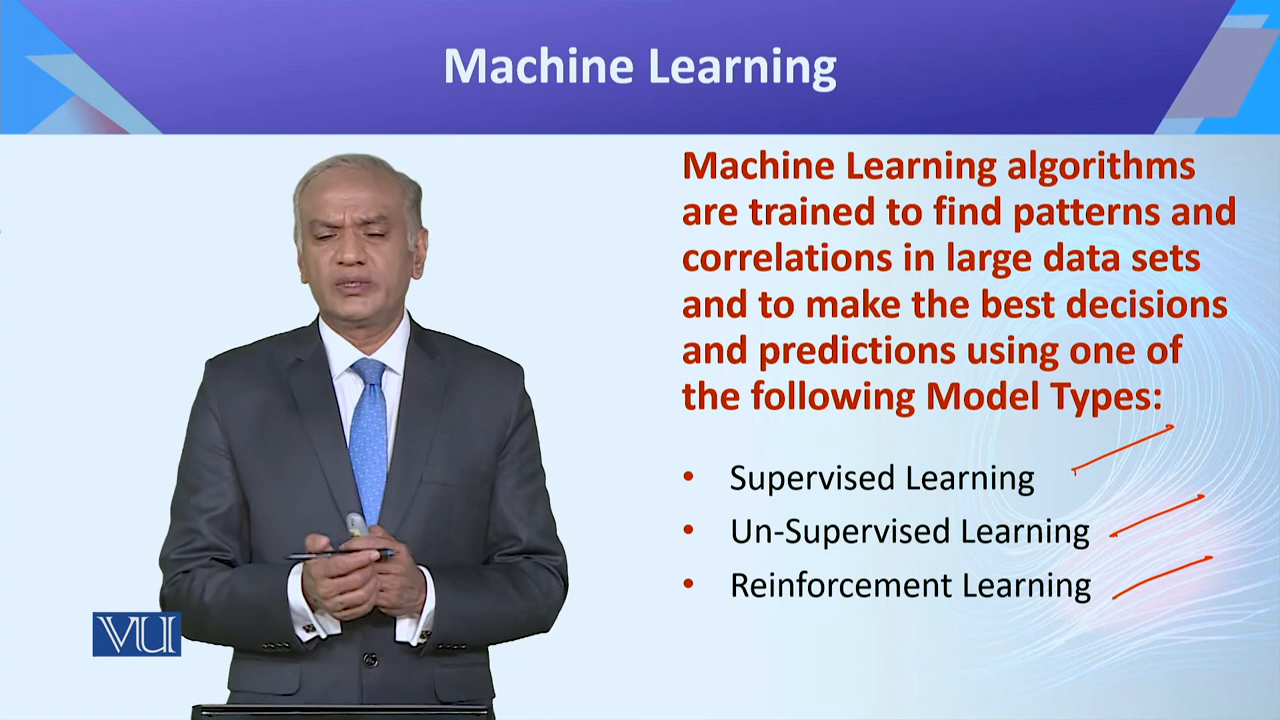 Machine Learning
Machine Learning algorithms
are trained to find patterns and
correlations in large data sets
and to make the best decisions
and predictions using one of
the following Model Types:
• Supervised Learning
• Un-Supervised Learning
• Reinforcement Learning
VU